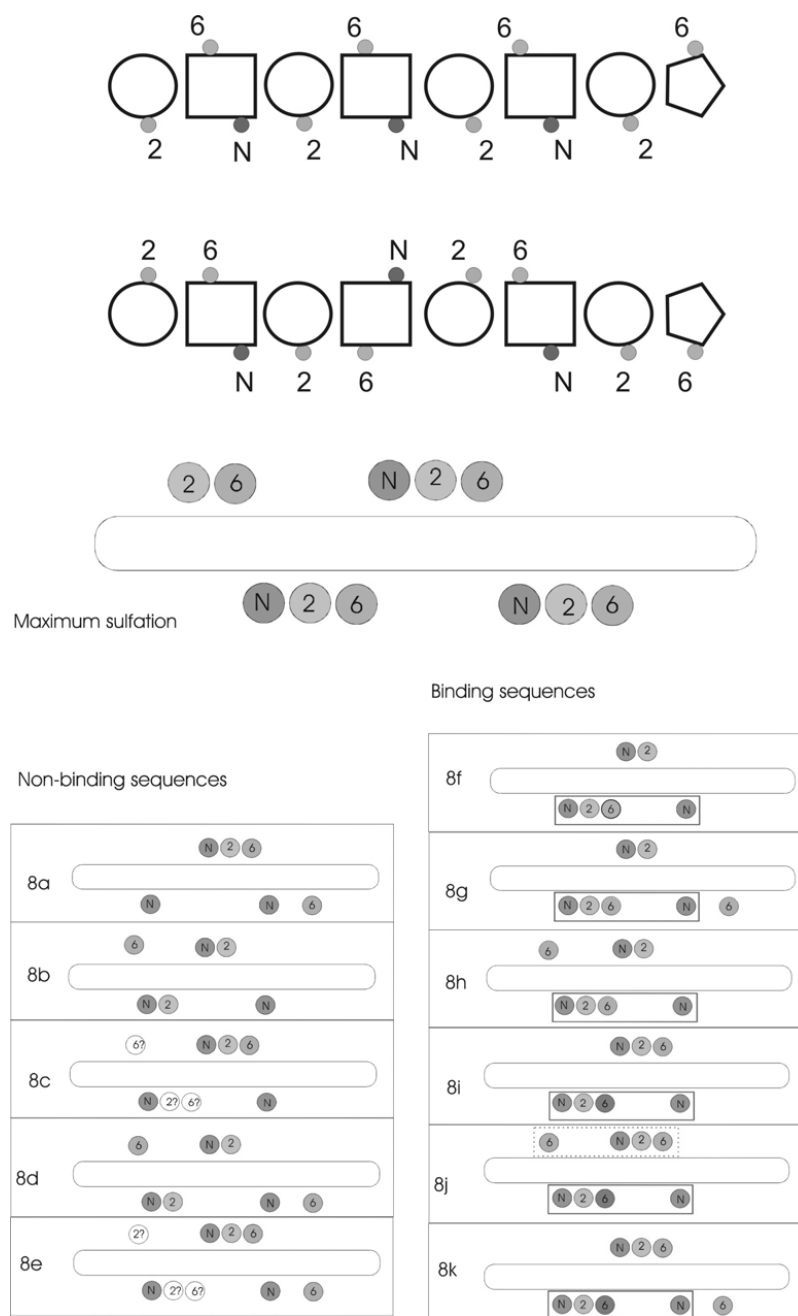 6 6 6 6
2 N 2 N 2 N 2
2 6 N 2 6
N 2 6 N 2 6
2 6 N 2 6
N 2 6 N 2 6
Maximum sulfation
Binding sequences
Non-binding sequences
N 2 6
8a
N N 6
6 N 2
8b
N 2 N
6? N 2 6
8c
N 2? 6? N
6 N 2
8d
N 2 N 6
2? N 2 6
8e
N 2? 6? N 6
N 2
8f
N 2 6 N
N 2
8g
N 2 6 N 6
6 N 2
8h
N 2 6 N
N 2 6
8i
N 2 6 N
6 N 2 6
8j
N 2 6 N
N 2 6
8k
N 2 6 N 6